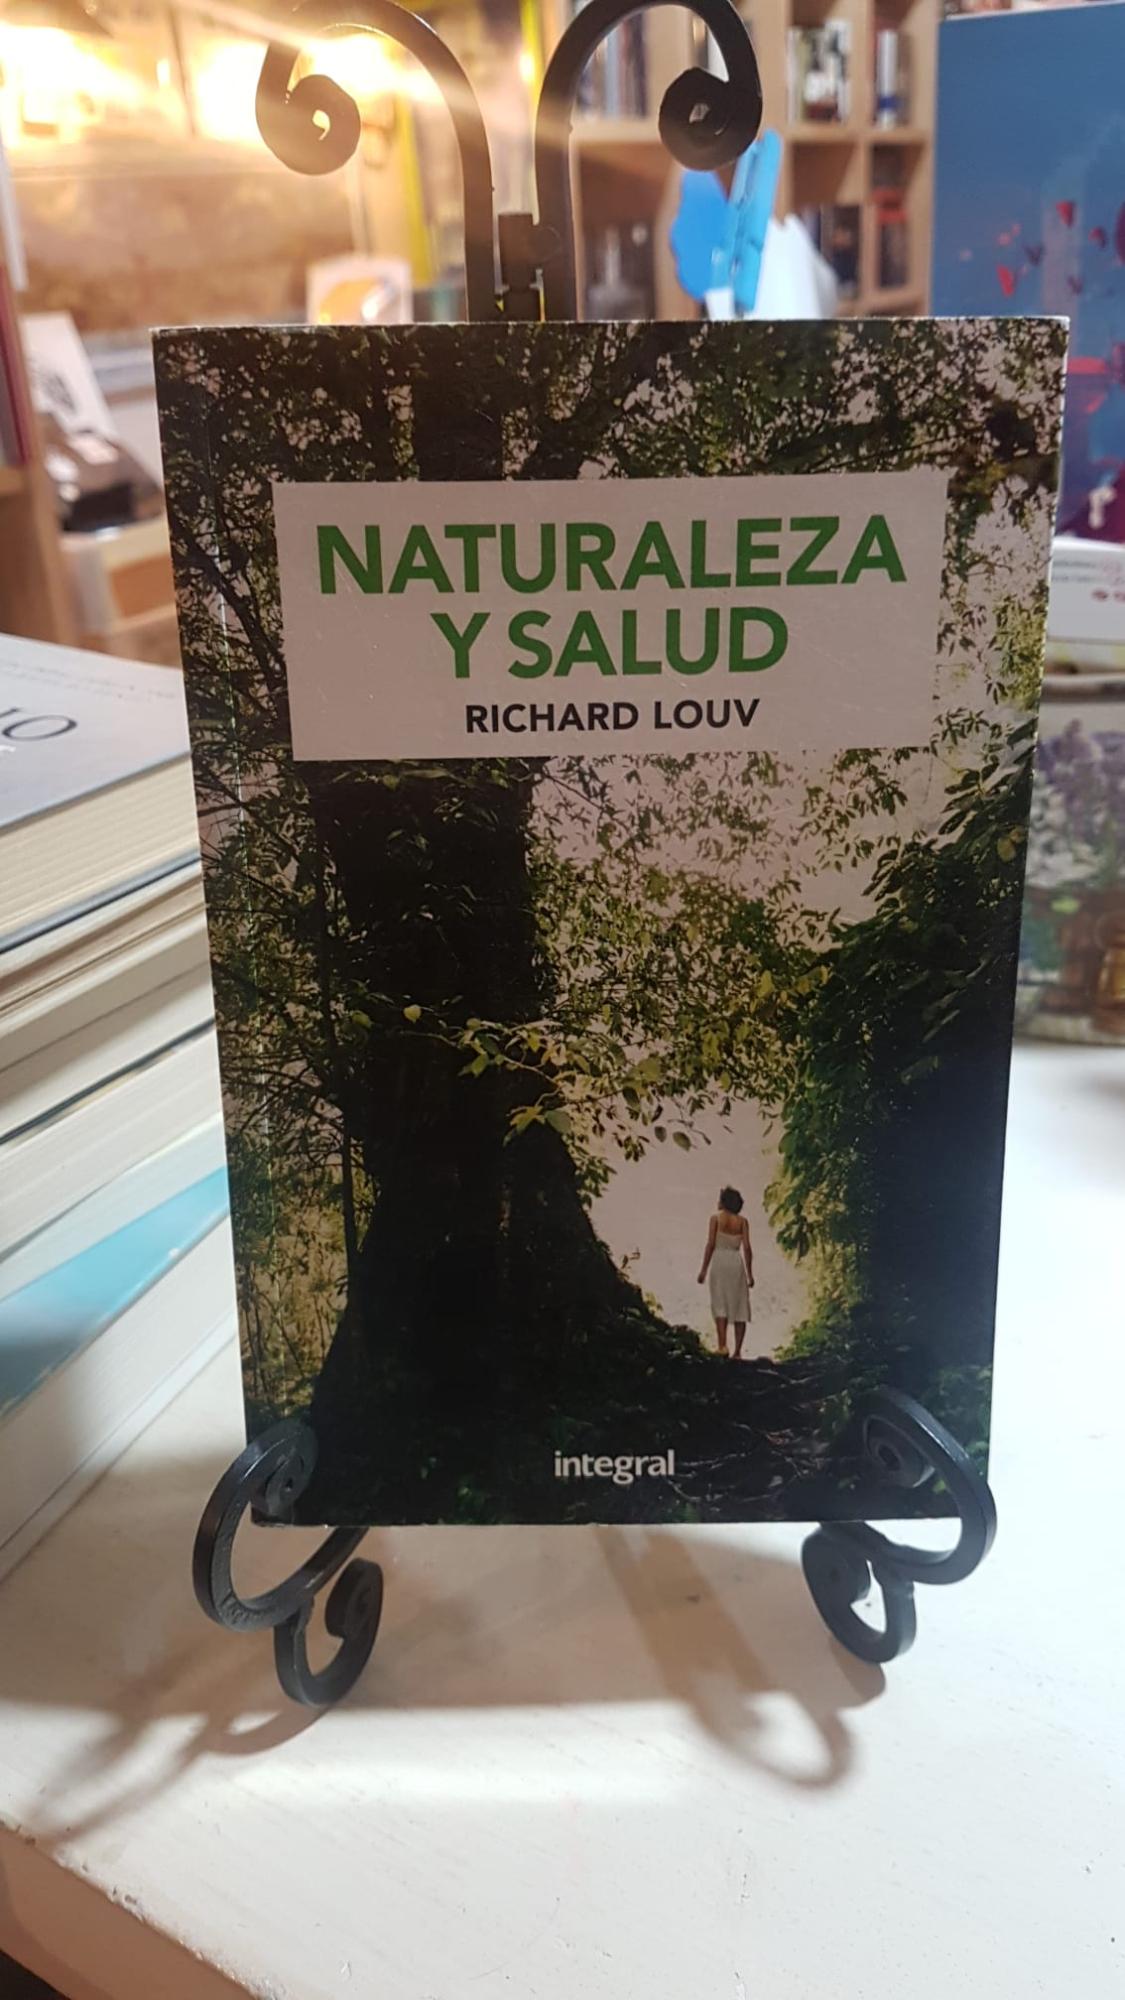 NATURALEZA
Y SALUD
RICHARD LOUV
integral